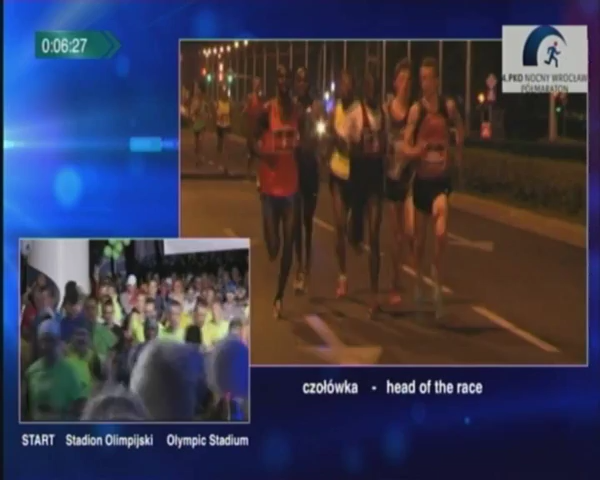 0:06:27
4.PKO NOCNY WROCŁAW
PÓŁMARATON
czołówka - head of the race
START Stadion Olimpijski Olympic Stadium